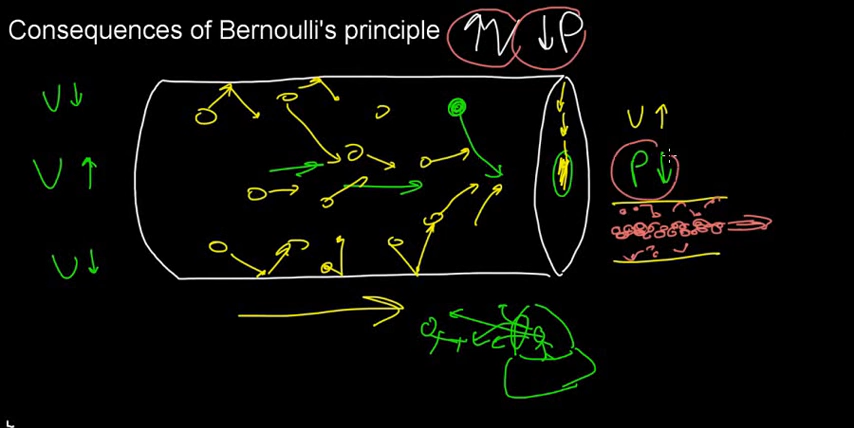 Consequences of Bernoulli's principle ↑V ↓P
V↓
V↑
V↑
P↓
V↓